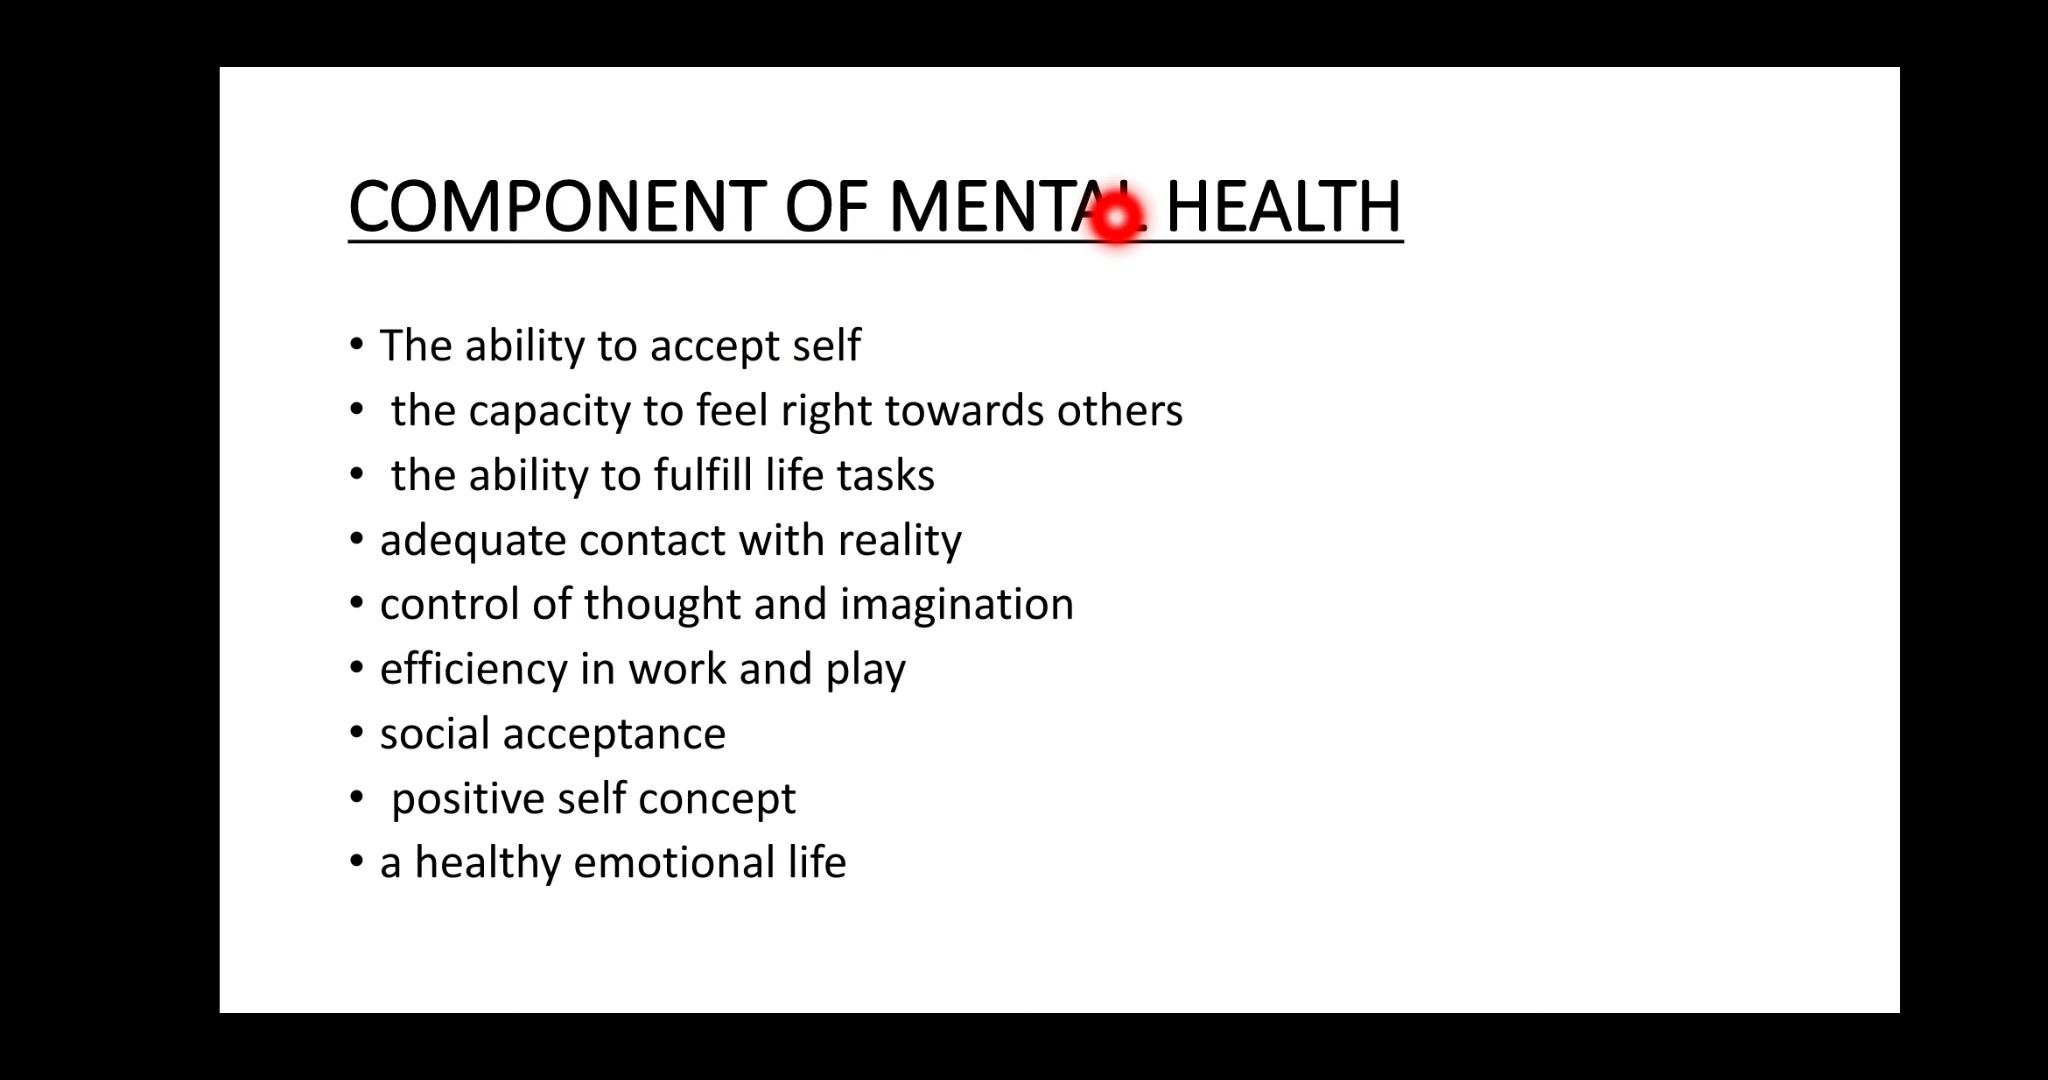 COMPONENT OF MENTAL HEALTH
• The ability to accept self
• the capacity to feel right towards others
• the ability to fulfill life tasks
• adequate contact with reality
• control of thought and imagination
• efficiency in work and play
• social acceptance
• positive self concept
• a healthy emotional life